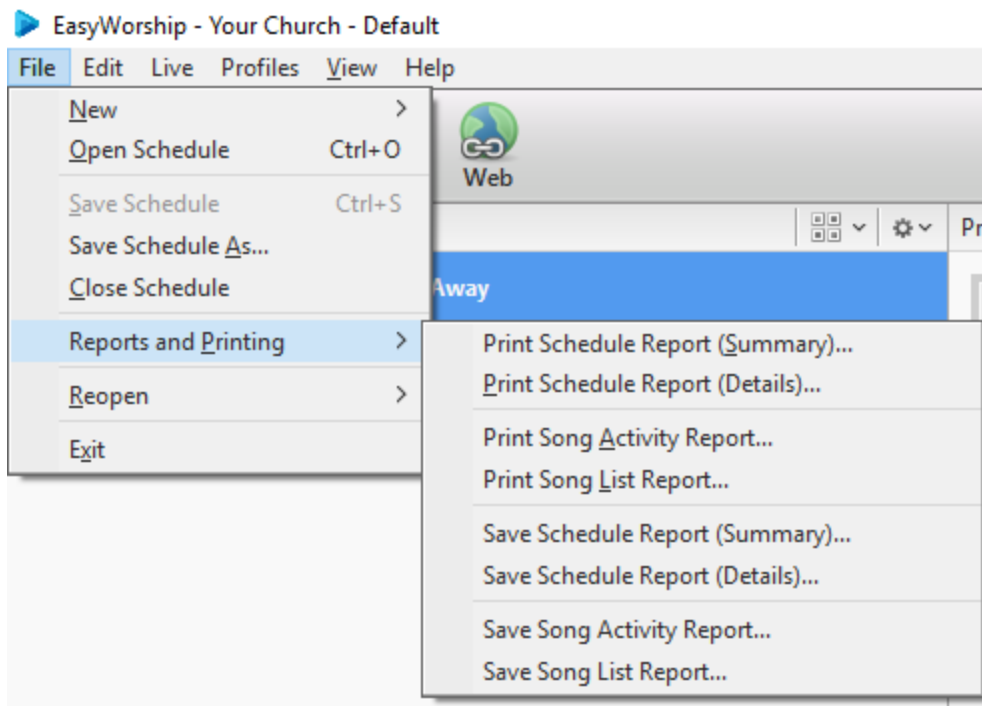 EasyWorship - Your Church - Default
File Edit Live Profiles View Help
New
Open Schedule Ctrl+O
Web
Save Schedule Ctrl+S
Save Schedule As...
Close Schedule
Away
Reports and Printing
Print Schedule Report (Summary)...
Print Schedule Report (Details)...
Reopen
Print Song Activity Report...
Exit
Print Song List Report...
Save Schedule Report (Summary)...
Save Schedule Report (Details)...
Save Song Activity Report...
Save Song List Report...